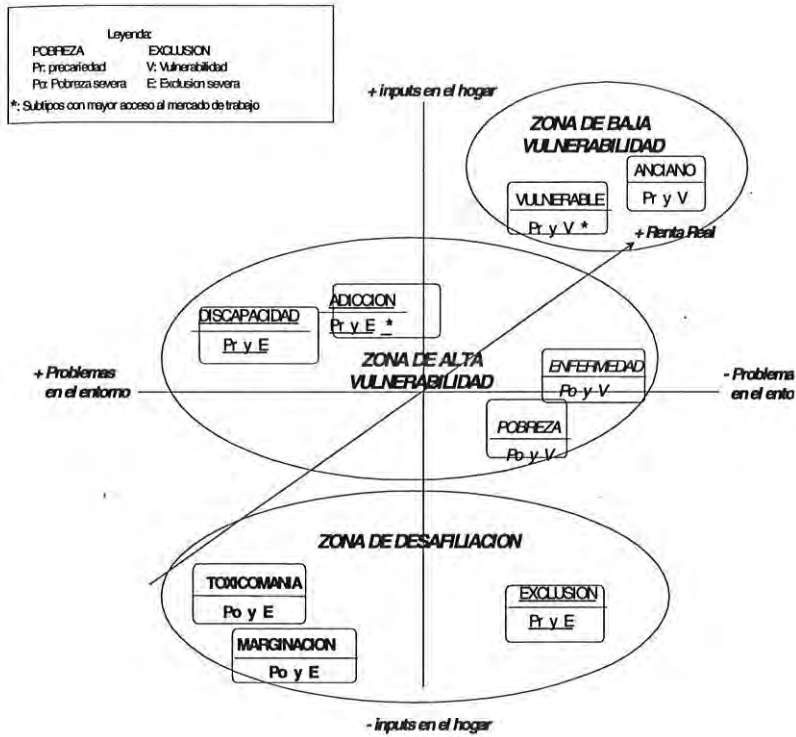 Leyenda:
POBREZA EXCLUSION
Pr: precariedad V: Vulnerabilidad
Po: Pobreza severa E: Exclusion severa
*: Subtipos con mayor acceso al mercado de trabajo
+ inputs en el hogar
ZONA DE BAJA
VULNERABILIDAD
ANCIANO
Pr y V
VULNERABLE
Pr y V *
+ Renta Real
ADICCION
Pr y E *
DISCAPACIDAD
Pr y E
ZONA DE ALTA
VULNERABILIDAD
ENFERMEDAD
Po y V
+ Problemas
en el entorno
- Problema
en el ento
POBREZA
Po y V
ZONA DE DESAFILIACION
TOXICOMANIA
Po y E
EXCLUSION
Pr y E
MARGINACION
Po y E
- inputs en el hogar